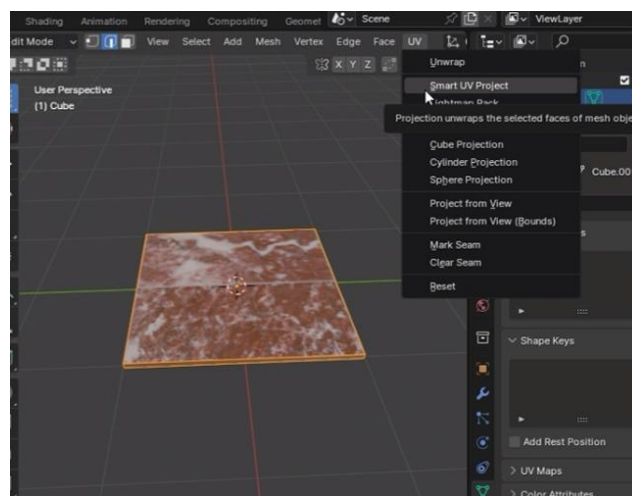 Shading Animation Rendering Compositing Geomet Scene ViewLayer
dit Mode View Select Add Mesh Vertex Edge Face UV
X Y Z
User Perspective
(1) Cube
Unwrap
Smart UV Project
Lightmap Pack
Projection unwraps the selected faces of mesh obje
Cube Projection
Cylinder Projection
Sphere Projection
Project from View
Project from View (Bounds)
Mark Seam
Clear Seam
Reset
n
Cube.00
s
Shape Keys
Add Rest Position
UV Maps
Color Attributes